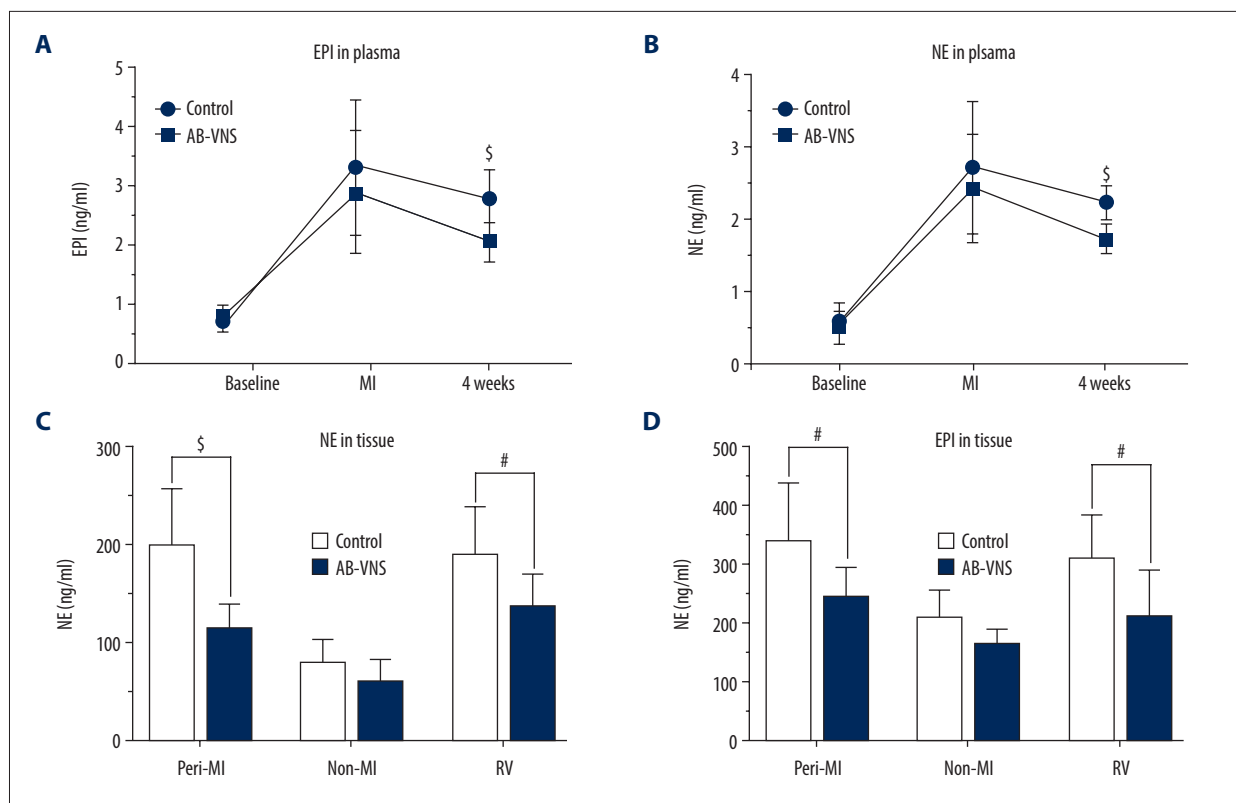 A
EPI in plasma
5
4
3
2
1
0
EPI (ng/ml)
Control
AB-VNS
$
Baseline
MI
4 weeks
B
NE in plsama
4
3
2
1
0
NE (ng/ml)
Control
AB-VNS
$
Baseline
MI
4 weeks
C
NE in tissue
300
200
100
0
NE (ng/ml)
$
#
Control
AB-VNS
Peri-MI
Non-MI
RV
D
EPI in tissue
500
400
300
200
300
200
100
0
NE (ng/ml)
#
#
Control
AB-VNS
Peri-MI
Non-MI
RV